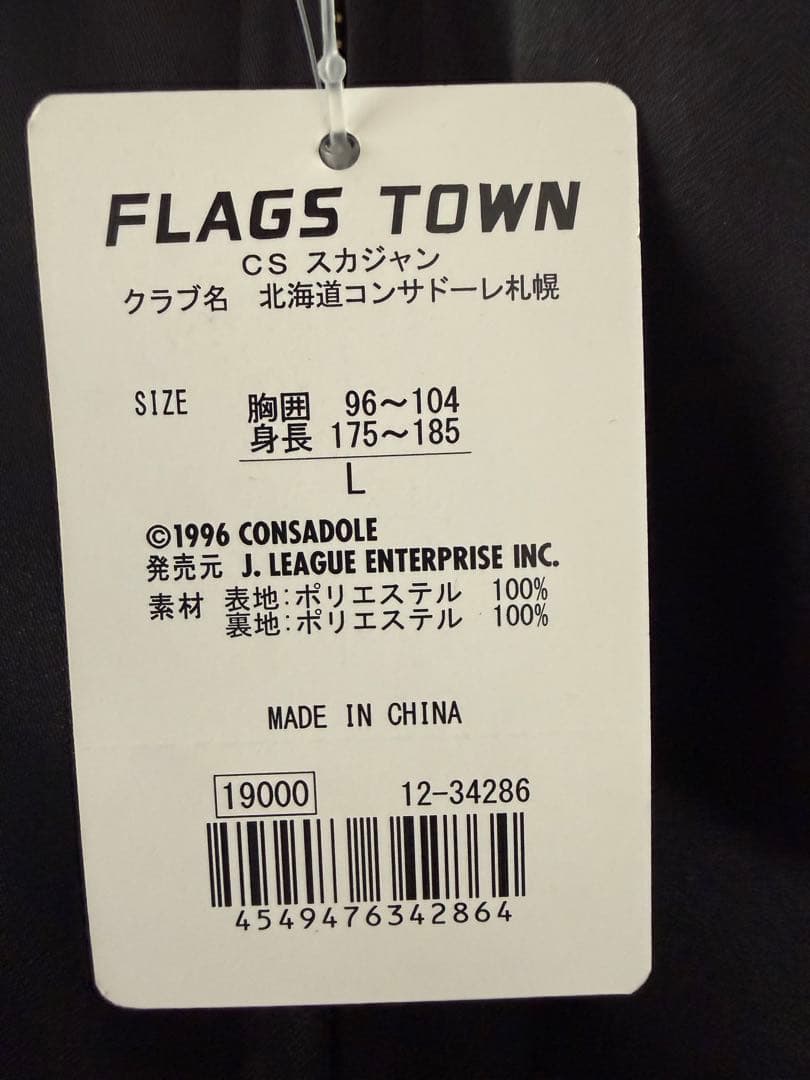 FLAGS TOWN
CS スカジャン
クラブ名 北海道コンサドーレ札幌
SIZE 胸囲 96～104
身長 175～185
L
©1996 CONSADOLE
発売元 J. LEAGUE ENTERPRISE INC.
素材 表地:ポリエステル 100%
裏地:ポリエステル 100%
MADE IN CHINA
19000 12-34286
4549476342864